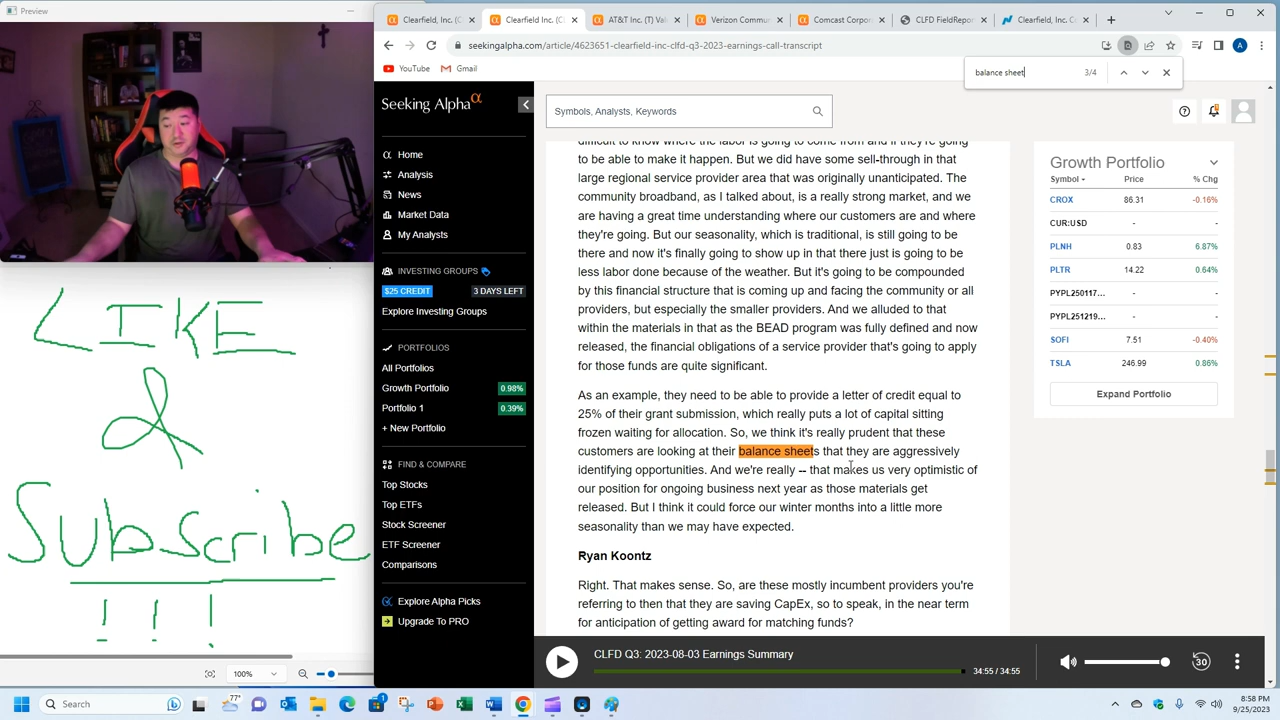 Preview
LIKE
&
Subscribe
!!!
100%
Clearfield, Inc. (C
Clearfield, Inc. (C
AT&T Inc. (T) Valu
Verizon Commun
Comcast Corpora
CLFD FieldReport
Clearfield, Inc. Co
seekingalpha.com/article/4623651-clearfield-inc-clfd-q3-2023-earnings-call-transcript
A
YouTube
Gmail
balance sheet
3/4
Seeking Alpha α
Symbols, Analysts, Keywords
Home
Analysis
News
Market Data
My Analysts
INVESTING GROUPS
$25 CREDIT
3 DAYS LEFT
Explore Investing Groups
PORTFOLIOS
All Portfolios
Growth Portfolio 0.98%
Portfolio 1 0.39%
+ New Portfolio
FIND & COMPARE
Top Stocks
Top ETFs
Stock Screener
ETF Screener
Comparisons
Explore Alpha Picks
Upgrade To PRO
difficult to know where the labor is going to come from and if they're going
to be able to make it happen. But we did have some sell-through in that
large regional service provider area that was originally unanticipated. The
community broadband, as I talked about, is a really strong market, and we
are having a great time understanding where our customers are and where
they're going. But our seasonality, which is traditional, is still going to be
there and now it's finally going to show up in that there just is going to be
less labor done because of the weather. But it's going to be compounded
by this financial structure that is coming up and facing the community or all
providers, but especially the smaller providers. And we alluded to that
within the materials in that as the BEAD program was fully defined and now
released, the financial obligations of a service provider that's going to apply
for those funds are quite significant.
As an example, they need to be able to provide a letter of credit equal to
25% of their grant submission, which really puts a lot of capital sitting
frozen waiting for allocation. So, we think it's really prudent that these
customers are looking at their balance sheets that they are aggressively
identifying opportunities. And we're really -- that makes us very optimistic of
our position for ongoing business next year as those materials get
released. But I think it could force our winter months into a little more
seasonality than we may have expected.
Ryan Koontz
Right. That makes sense. So, are these mostly incumbent providers you're
referring to then that they are saving CapEx, so to speak, in the near term
for anticipation of getting award for matching funds?
Growth Portfolio
Symbol Price % Chg
CROX 86.31 -0.16%
CUR:USD -
PLNH 0.83 6.87%
PLTR 14.22 0.64%
PYPL250117... - -
PYPL251219... - -
SOFI 7.51 -0.40%
TSLA 246.99 0.86%
Expand Portfolio
CLFD Q3: 2023-08-03 Earnings Summary
34:55 / 34:55
30
Search
77°
1
8:58 PM
9/25/2023